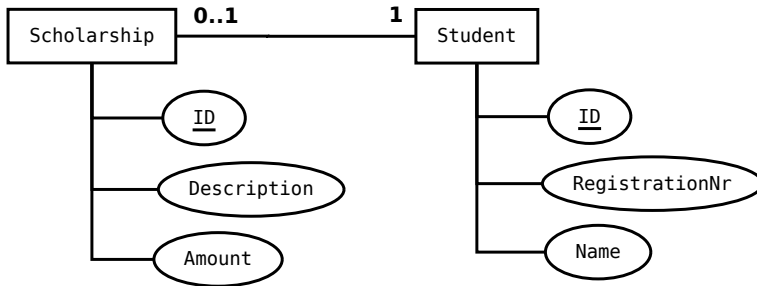 0..1 1
Scholarship Student
ID ID
Description RegistrationNr
Amount Name